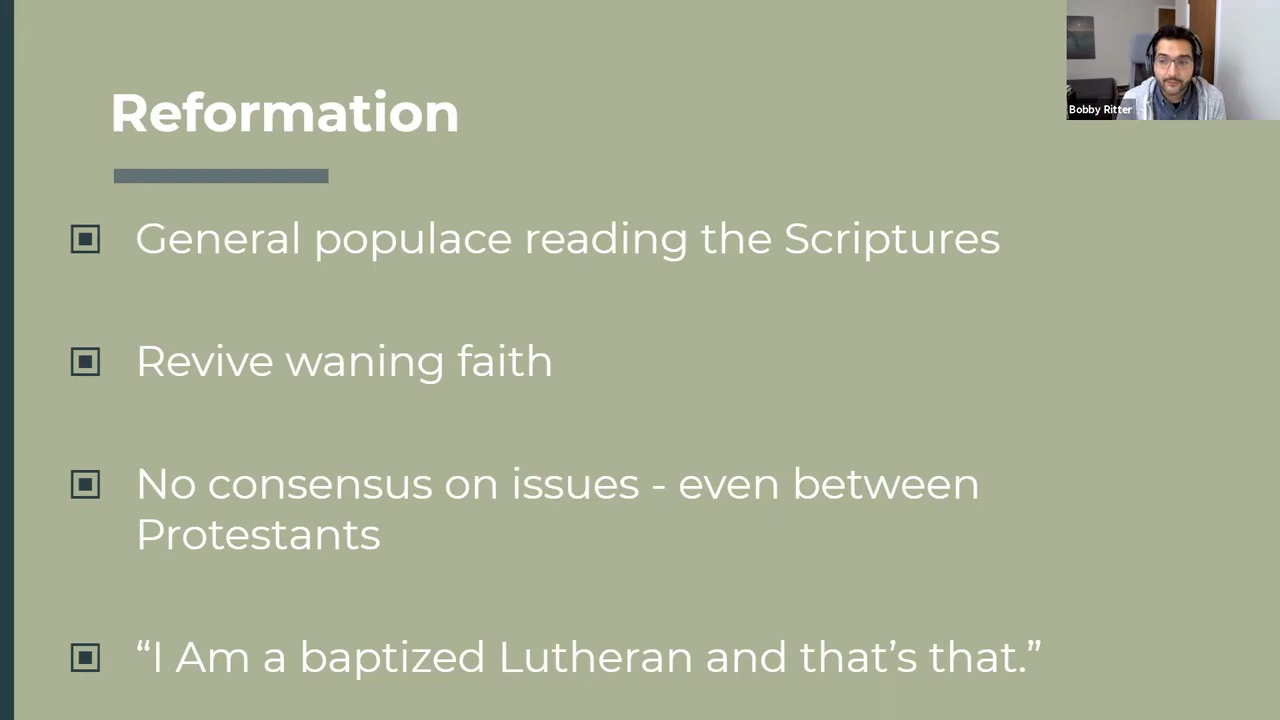 Reformation
Bobby Ritter
General populace reading the Scriptures
Revive waning faith
No consensus on issues - even between
Protestants
“I Am a baptized Lutheran and that’s that.”